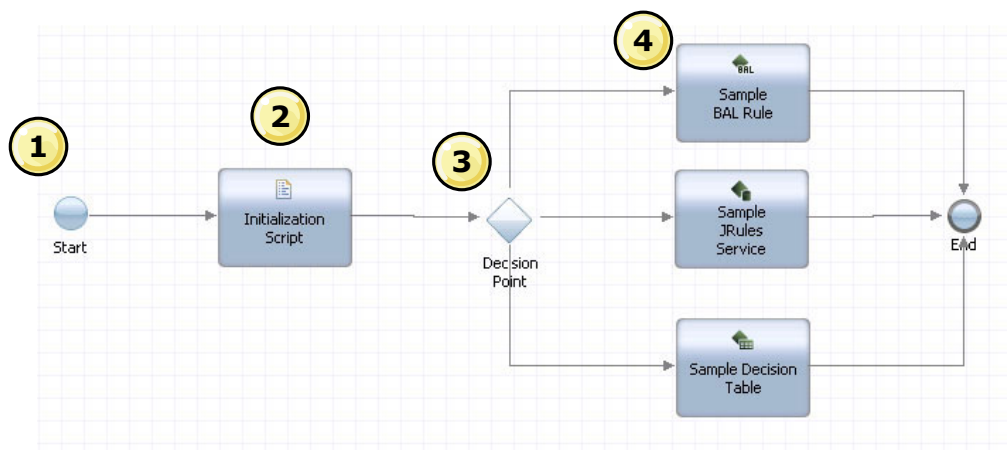 1
Start
2
Initialization
Script
3
Decision
Point
4
BAL
Sample
BAL Rule
Sample
JRules
Service
Sample Decision
Table
End